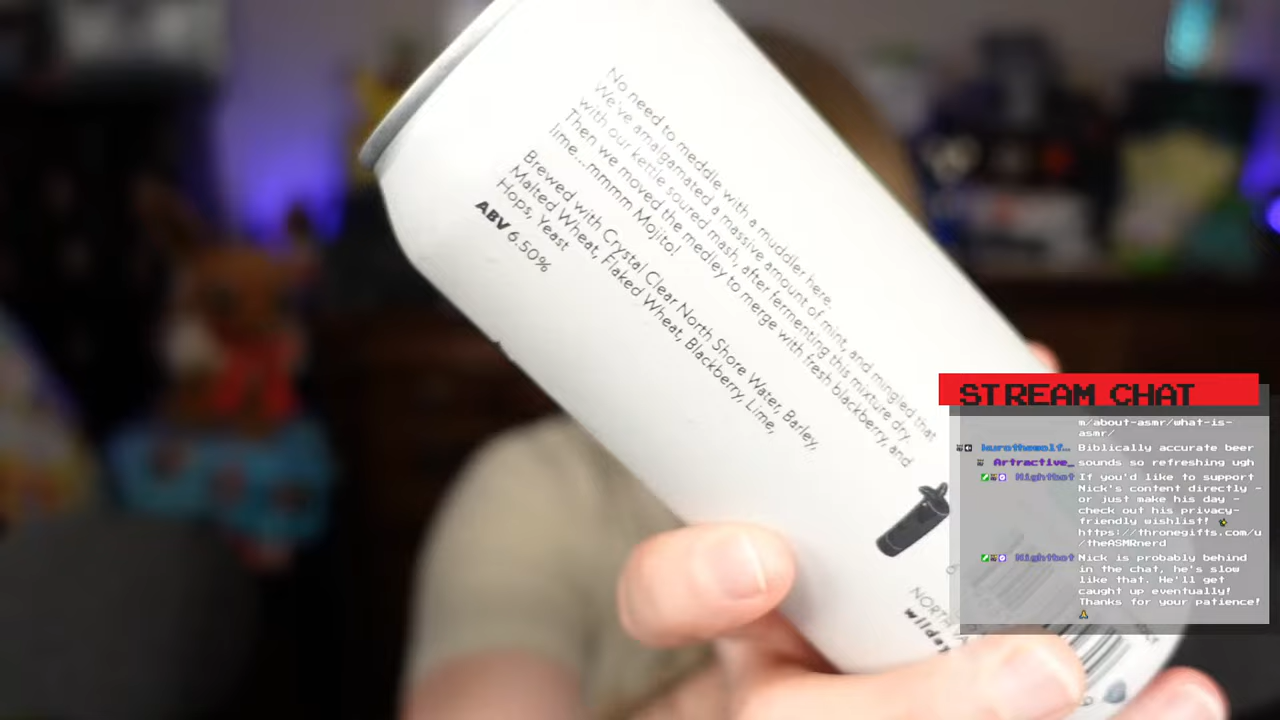 No need to meddle with a muddler here.
We've amalgamated a massive amount of mint, and mingled that
with our kettle soured mash, after fermenting this mixture dry.
Then we moved the medley to merge with fresh blackberry, and
lime...mmmm Mojito!
Brewed with Crystal Clear North Shore Water, Barley,
Malted Wheat, Flaked Wheat, Blackberry, Lime,
Hops, Yeast
ABV 6.50%
NORTH
STREAM CHAT
m/about-asmr/what-is-
asmr/
Biblically accurate beer
Artractive_ sounds so refreshing ugh
Nightbot If you'd like to support
Nick's content directly -
or just make his day -
check out his privacy-
friendly wishlist!
https://thronegifts.com/u
/theASMRnerd
Nightbot Nick is probably behind
in the chat, he's slow
like that. He'll get
caught up eventually!
Thanks for your patience!